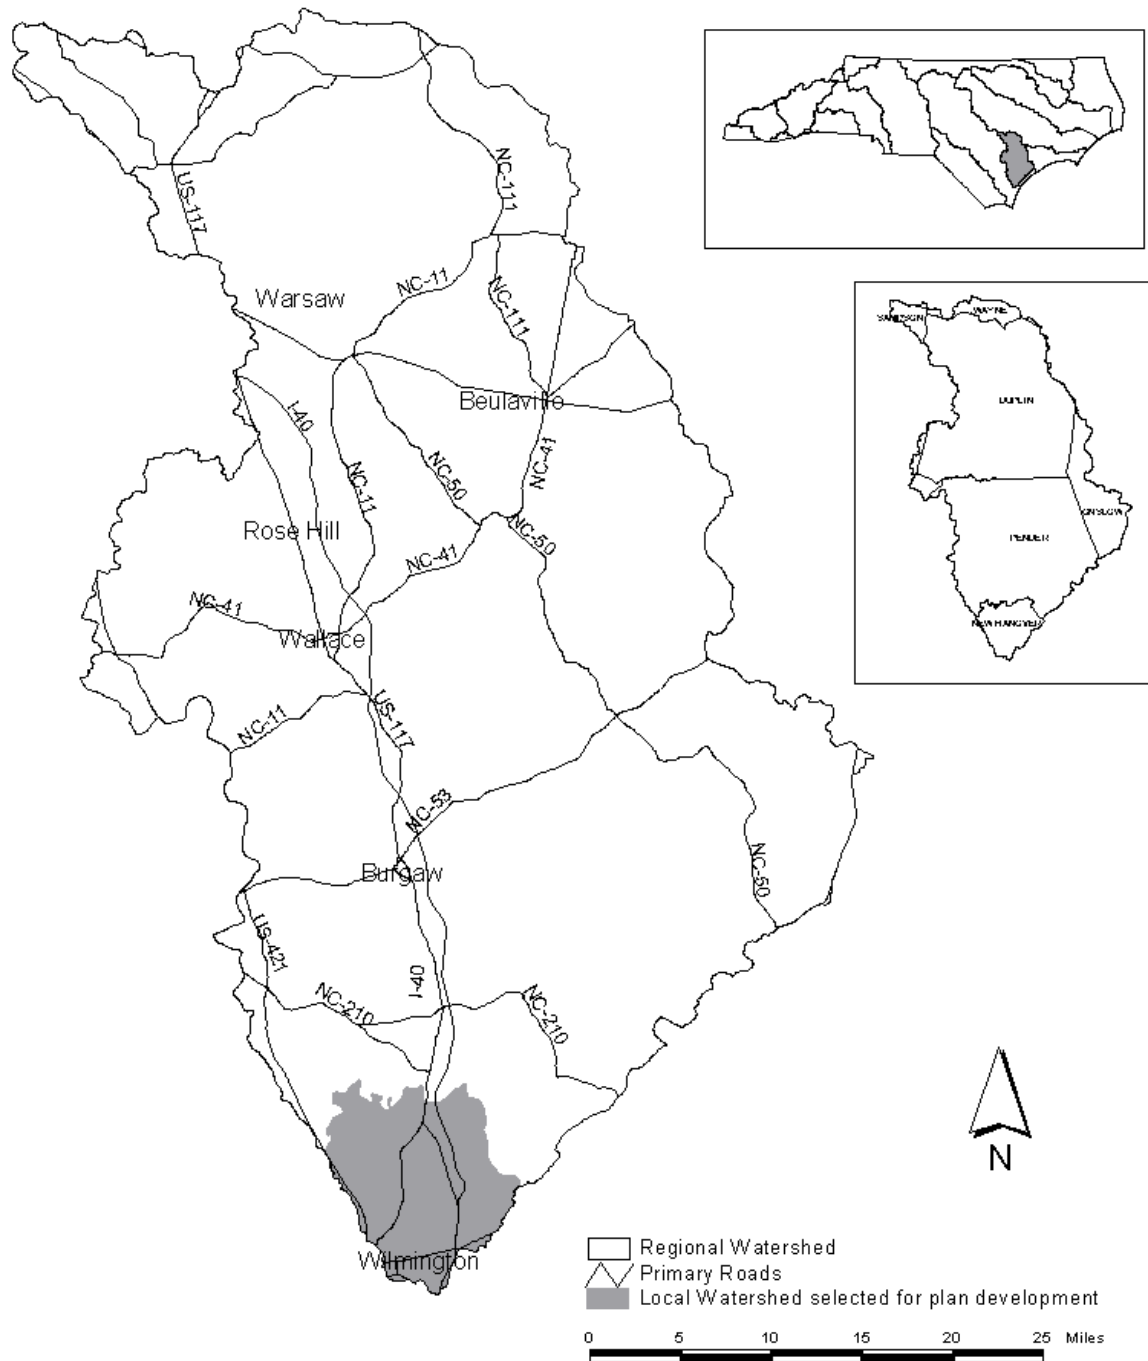 US-117
NC-111
NC-11
Warsaw
NC-111
Beulaville
I-40
NC-11
NC-50
NC-41
Rose Hill
NC-50
NC-41
NC-41
Wallace
NC-11
US-117
NC-53
Burgaw
NC-50
US-421
I-40
NC-210
NC-210
Wilmington
SAMPSON
WAYNE
DUPLIN
ONSLOW
PENDER
NEW HANOVER
N
Regional Watershed
Primary Roads
Local Watershed selected for plan development
0 5 10 15 20 25 Miles